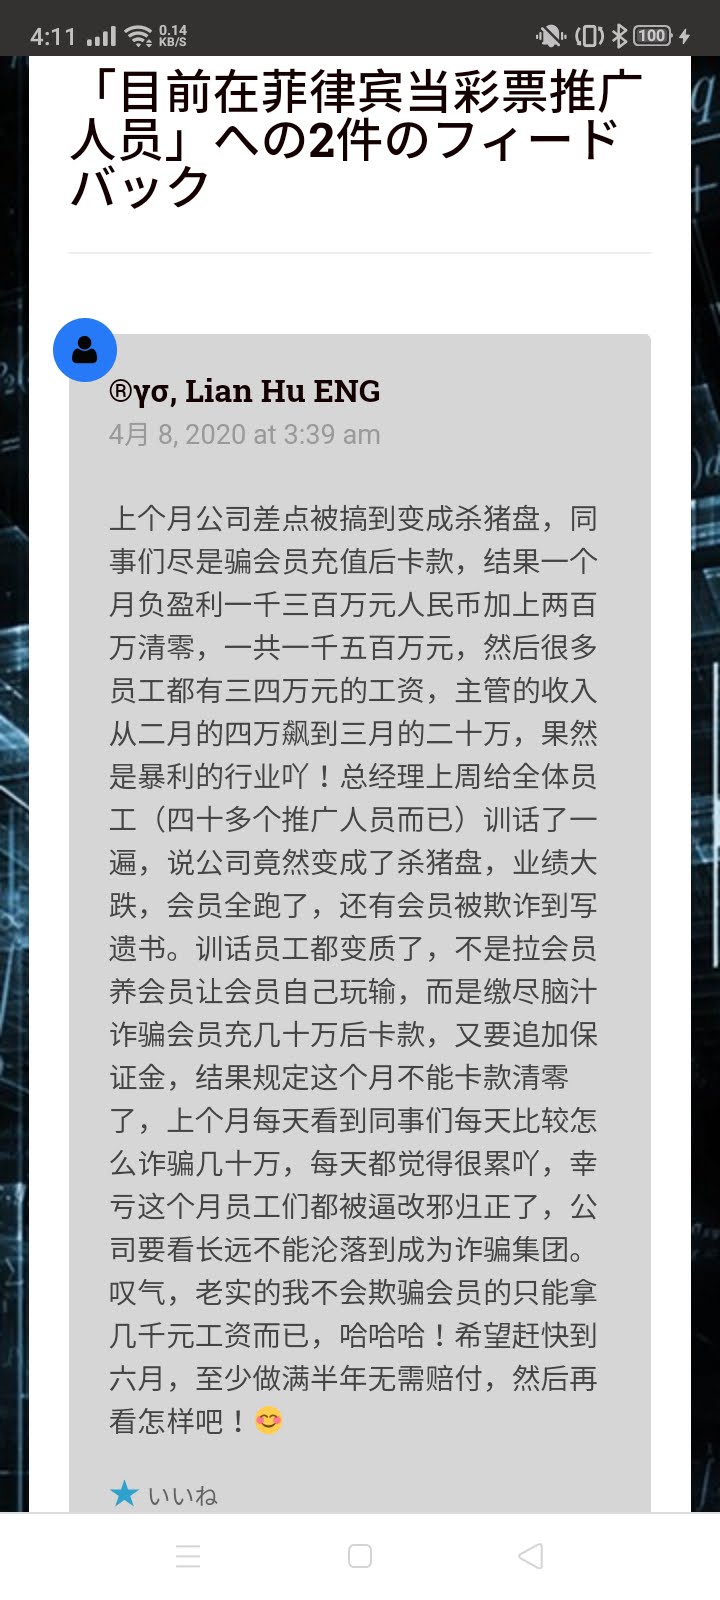 4:11
0.14
KB/S
100
「目前在菲律宾当彩票推广
人员」への2件のフィード
バック
®γσ, Lian Hu ENG
4月 8, 2020 at 3:39 am
上个月公司差点被搞到变成杀猪盘，同
事们尽是骗会员充值后卡款，结果一个
月负盈利一千三百万元人民币加上两百
万清零，一共一千五百万元，然后很多
员工都有三四万元的工资，主管的收入
从二月的四万飙到三月的二十万，果然
是暴利的行业吖！总经理上周给全体员
工（四十多个推广人员而已）训话了一
遍，说公司竟然变成了杀猪盘，业绩大
跌，会员全跑了，还有会员被欺诈到写
遗书。训话员工都变质了，不是拉会员
养会员让会员自己玩输，而是缴尽脑汁
诈骗会员充几十万后卡款，又要追加保
证金，结果规定这个月不能卡款清零
了，上个月每天看到同事们每天比较怎
么诈骗几十万，每天都觉得很累吖，幸
亏这个月员工们都被逼改邪归正了，公
司要看长远不能沦落到成为诈骗集团。
叹气，老实的我不会欺骗会员的只能拿
几千元工资而已，哈哈哈！希望赶快到
六月，至少做满半年无需赔付，然后再
看怎样吧！😊
★ いいね